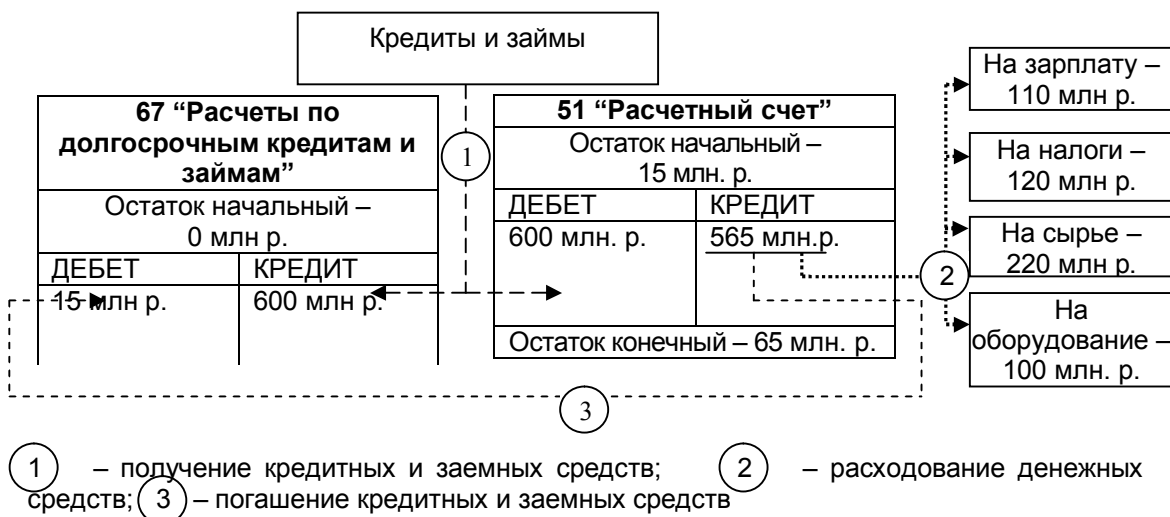 Кредиты и займы
67 “Расчеты по
долгосрочным кредитам и
займам”
Остаток начальный –
0 млн р.
ДЕБЕТ КРЕДИТ
15 млн р. 600 млн р.
1
51 “Расчетный счет”
Остаток начальный –
15 млн. р.
ДЕБЕТ КРЕДИТ
600 млн. р. 565 млн.р.
Остаток конечный – 65 млн. р.
2
На зарплату –
110 млн р.
На налоги –
120 млн р.
На сырье –
220 млн р.
На
оборудование –
100 млн. р.
3
1 – получение кредитных и заемных средств; 2 – расходование денежных
средств; 3 – погашение кредитных и заемных средств